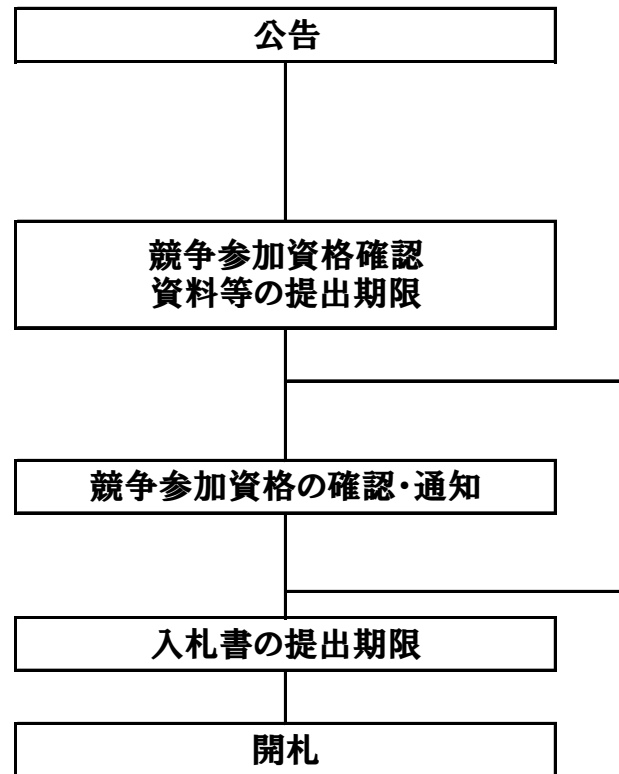 公告
競争参加資格確認
資料等の提出期限
競争参加資格の確認・通知
入札書の提出期限
開札